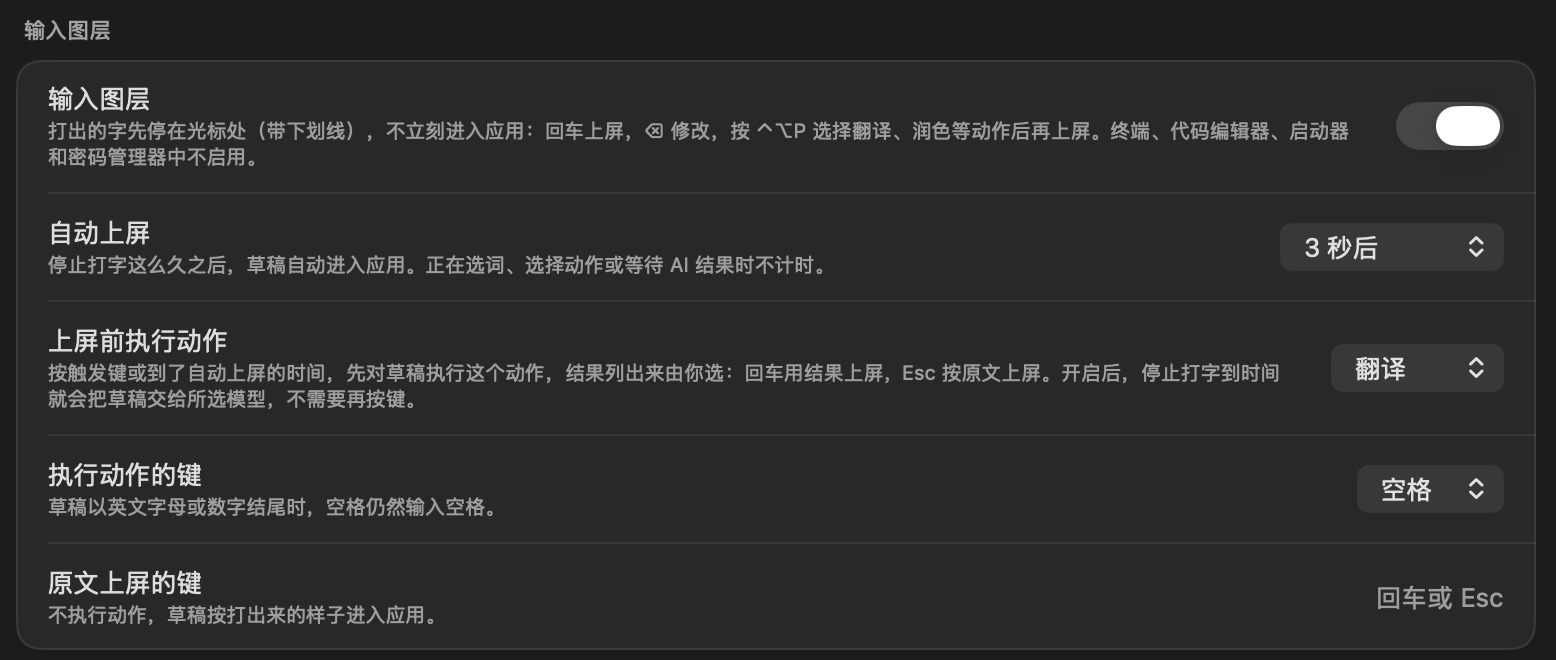 输入图层
输入图层
打出的字先停在光标处（带下划线），不立刻进入应用：回车上屏，⌫ 修改，按 ^⌥P 选择翻译、润色等动作后再上屏。终端、代码编辑器、启动器
和密码管理器中不启用。
自动上屏
停止打字这么久之后，草稿自动进入应用。正在选词、选择动作或等待 AI 结果时不计时。
3 秒后
上屏前执行动作
按触发键或到了自动上屏的时间，先对草稿执行这个动作，结果列出来由你选：回车用结果上屏，Esc 按原文上屏。开启后，停止打字到时间
就会把草稿交给所选模型，不需要再按键。
翻译
执行动作的键
草稿以英文字母或数字结尾时，空格仍然输入空格。
空格
原文上屏的键
不执行动作，草稿按打出来的样子进入应用。
回车或 Esc